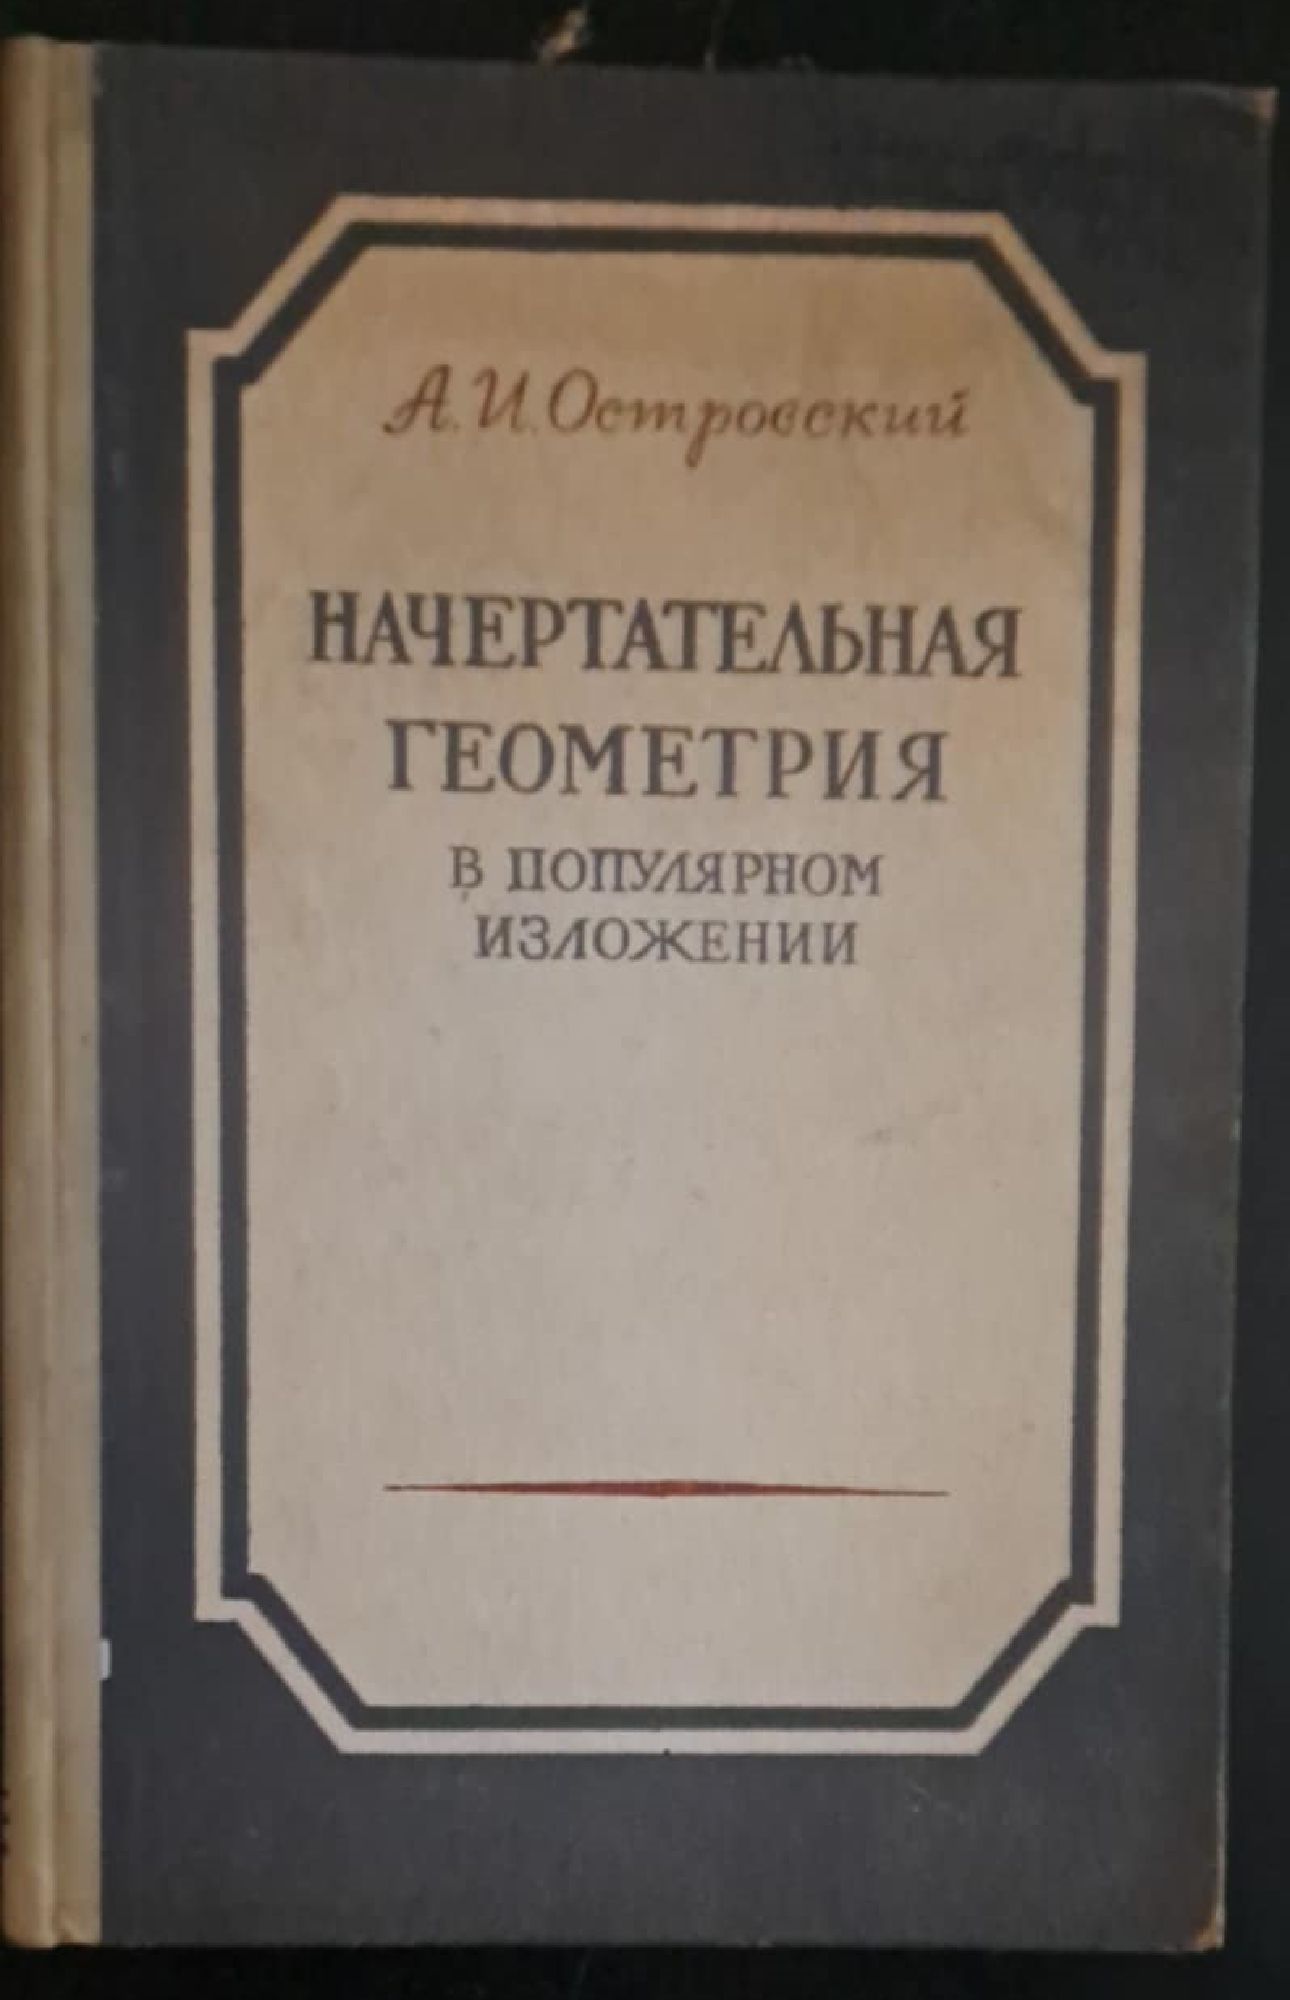 А. И. Островский
НАЧЕРТАТЕЛЬНАЯ
ГЕОМЕТРИЯ
В ПОПУЛЯРНОМ
ИЗЛОЖЕНИИ